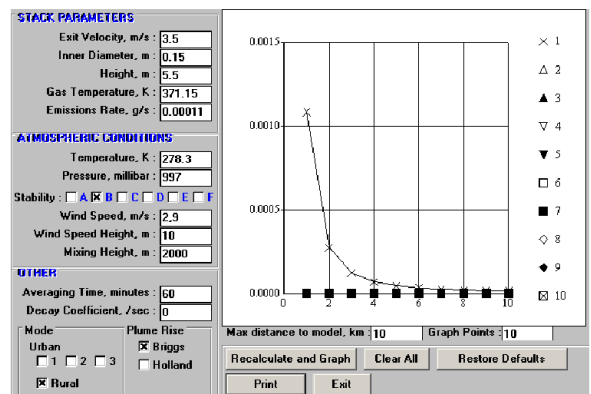 STACK PARAMETERS
Exit Velocity, m/s : 3.5
Inner Diameter, m : 0.15
Height, m : 5.5
Gas Temperature, K : 371.15
Emissions Rate, g/s : 0.00011
ATMOSPHERIC CONDITIONS
Temperature, K : 278.3
Pressure, millibar : 997
Stability : A B C D E F
Wind Speed, m/s : 2.9
Wind Speed Height, m : 10
Mixing Height, m : 2000
OTHER
Averaging Time, minutes : 60
Decay Coefficient, /sec : 0
Mode
Urban
1 2 3
Rural
Plume Rise
Briggs
Holland
0.0015
0.0010
0.0005
0.0000
0 2 4 6 8 10
1
2
3
4
5
6
7
8
9
10
Max distance to model, km : 10 Graph Points : 10
Recalculate and Graph Clear All Restore Defaults
Print Exit